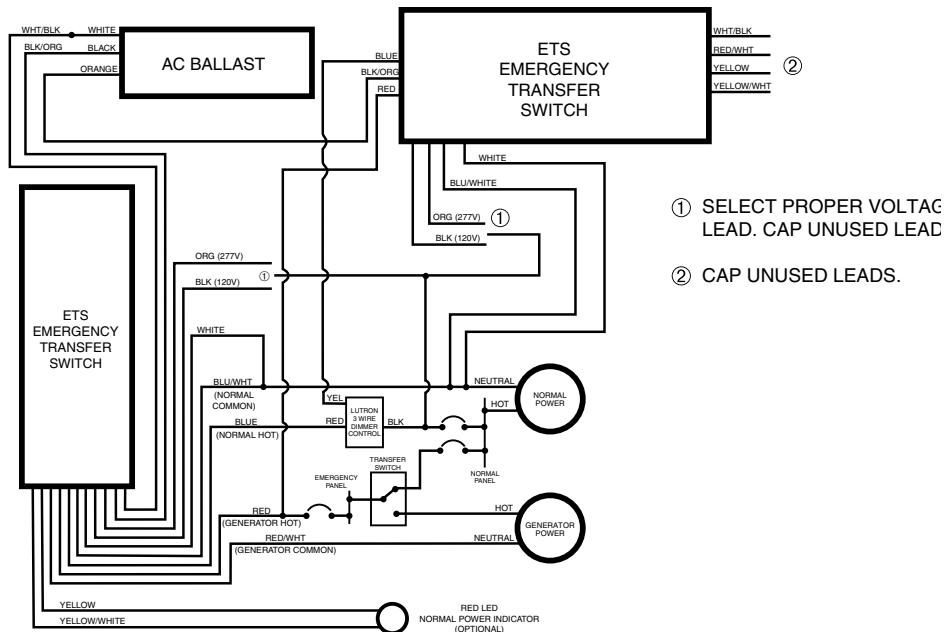 WHT/BLK
WHITE
BLK/ORG
BLACK
ORANGE
AC BALLAST
BLUE
BLK/ORG
RED
ETS
EMERGENCY
TRANSFER
SWITCH
WHT/BLK
RED/WHT
YELLOW
YELLOW/WHT
②
WHITE
BLU/WHITE
ORG (277V)
①
BLK (120V)
① SELECT PROPER VOLTAG
LEAD. CAP UNUSED LEAD
② CAP UNUSED LEADS.
ORG (277V)
①
BLK (120V)
ETS
EMERGENCY
TRANSFER
SWITCH
WHITE
BLU/WHT
(NORMAL
COMMON)
BLUE
(NORMAL HOT)
YEL
RED
LUTRON
3 WIRE
DIMMER
CONTROL
BLK
NEUTRAL
HOT
NORMAL
POWER
TRANSFER
SWITCH
EMERGENCY
PANEL
NORMAL
PANEL
RED
(GENERATOR HOT)
HOT
RED/WHT
(GENERATOR COMMON)
NEUTRAL
GENERATOR
POWER
YELLOW
YELLOW/WHITE
RED LED
NORMAL POWER INDICATOR
(OPTIONAL)